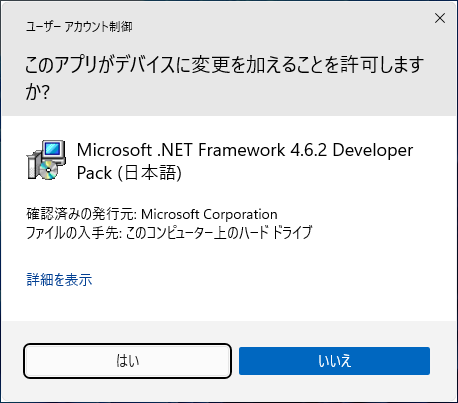 ユーザー アカウント制御
このアプリがデバイスに変更を加えることを許可します
か?
Microsoft .NET Framework 4.6.2 Developer
Pack (日本語)
確認済みの発行元: Microsoft Corporation
ファイルの入手先: このコンピューター上のハード ドライブ
詳細を表示
はい
いいえ